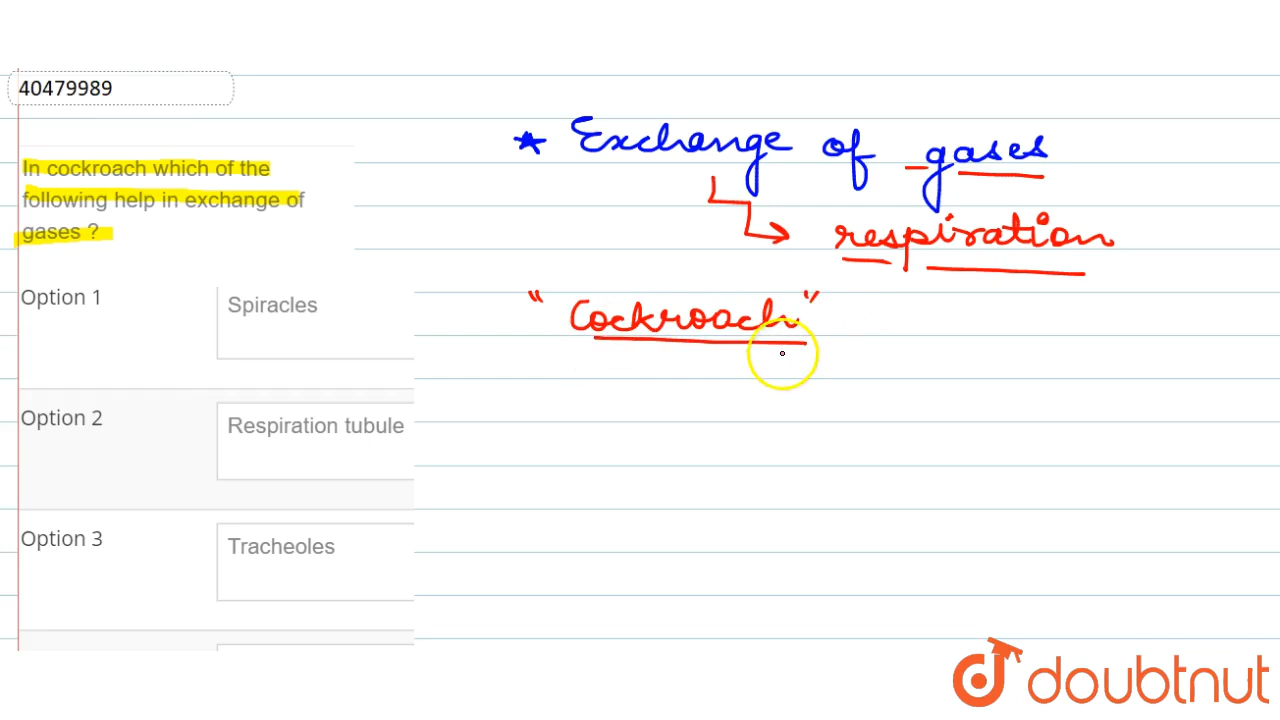 40479989
In cockroach which of the
following help in exchange of
gases ?
Option 1
Spiracles
Option 2
Respiration tubule
Option 3
Tracheoles
* Exchange of gases
respiration
"Cockroach"
doubtnut